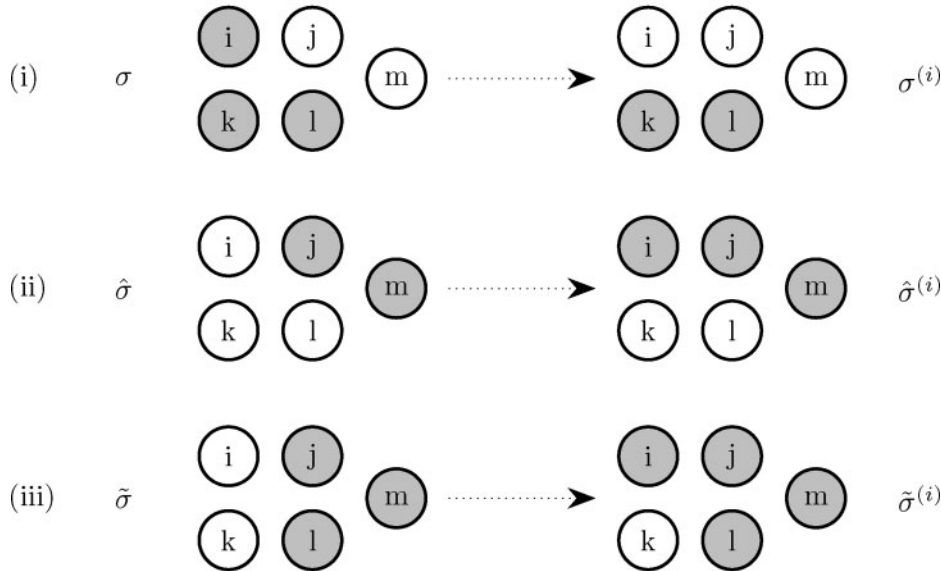 i j i j
(i) σ m m σ^{(i)}
k l k l
i j i j
(ii) σ̂ m m σ̂^{(i)}
k l k l
i j i j
(iii) σ̃ m m σ̃^{(i)}
k l k l